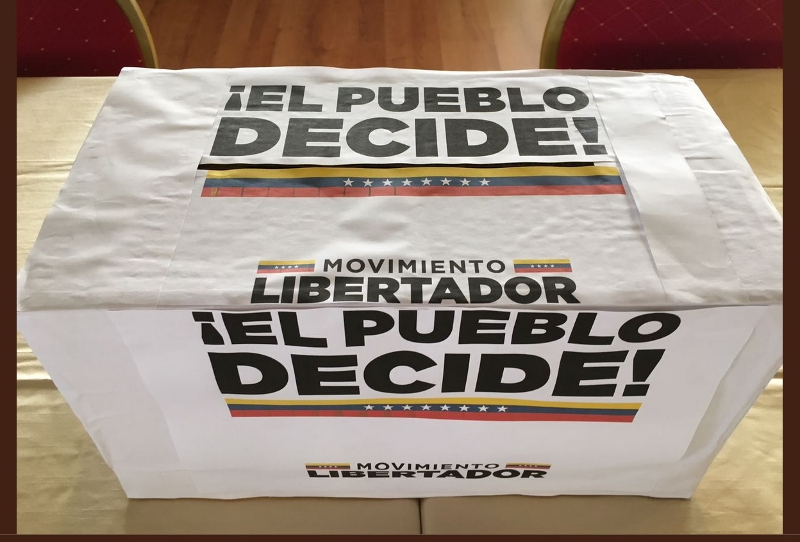 ¡EL PUEBLO
DECIDE!
MOVIMIENTO
LIBERTADOR
¡EL PUEBLO
DECIDE!
MOVIMIENTO
LIBERTADOR